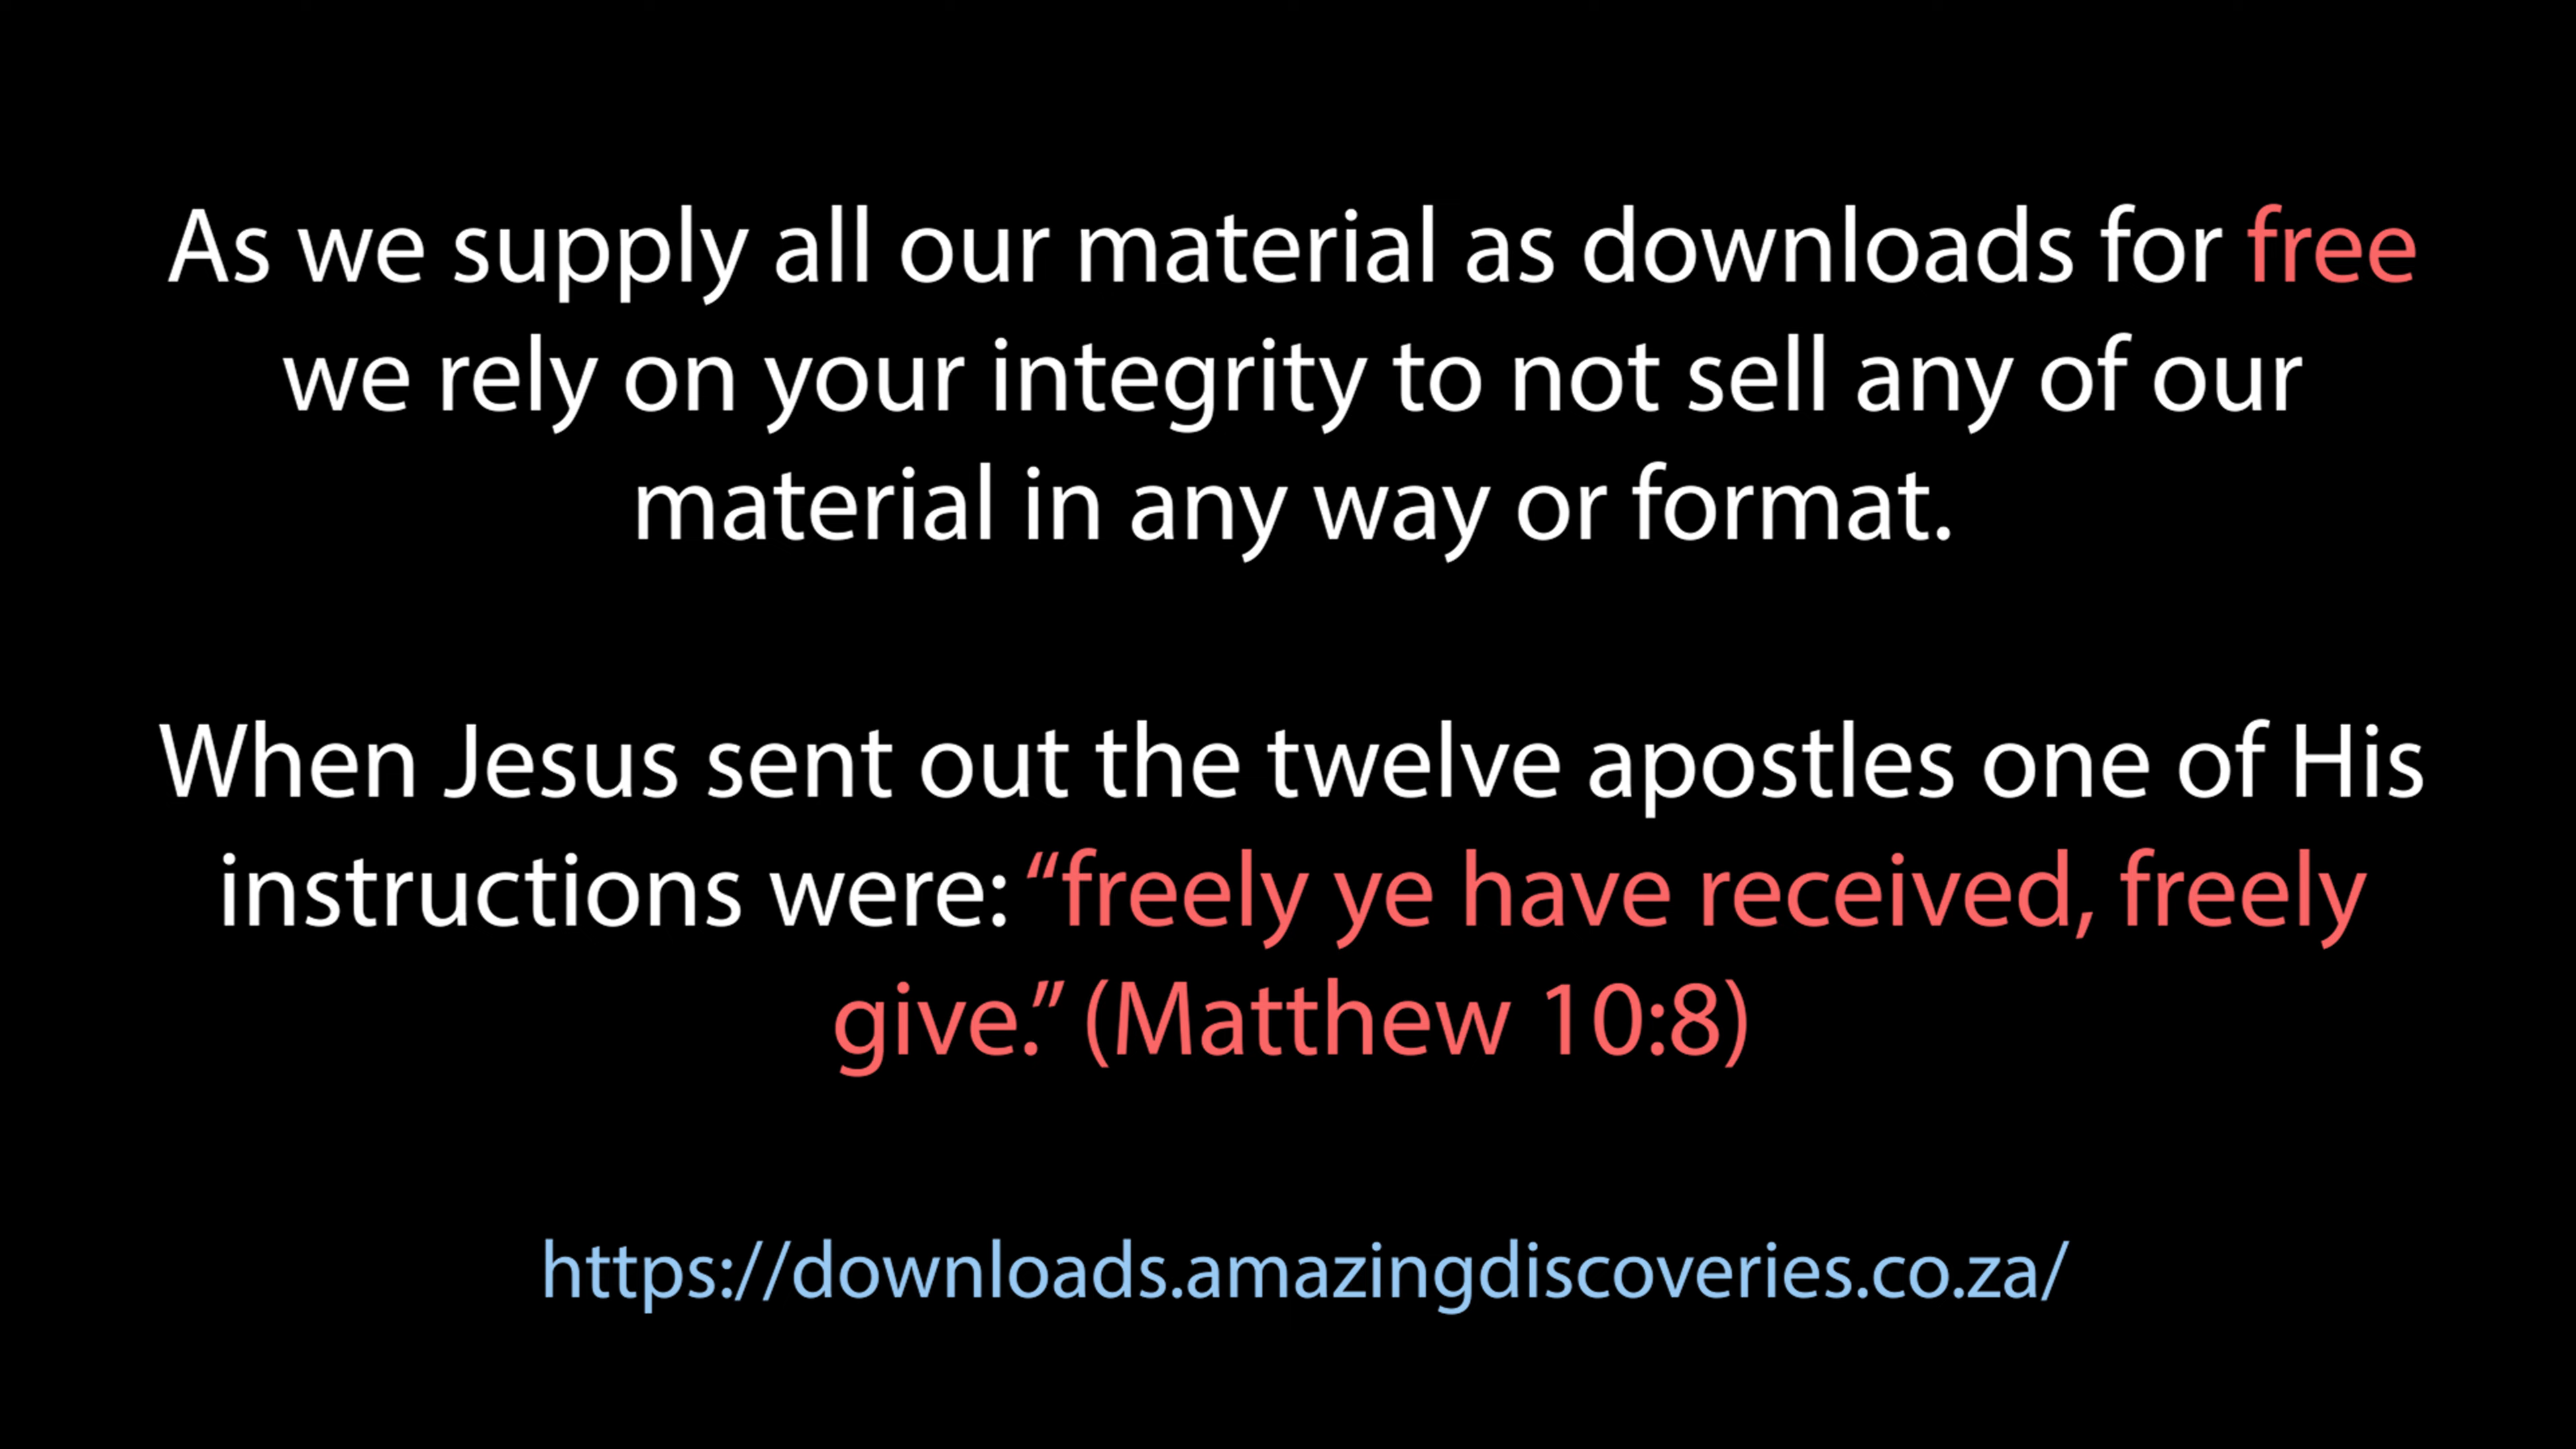 As we supply all our material as downloads for free
we rely on your integrity to not sell any of our
material in any way or format.
When Jesus sent out the twelve apostles one of His
instructions were: “freely ye have received, freely
give.” (Matthew 10:8)
https://downloads.amazingdiscoveries.co.za/